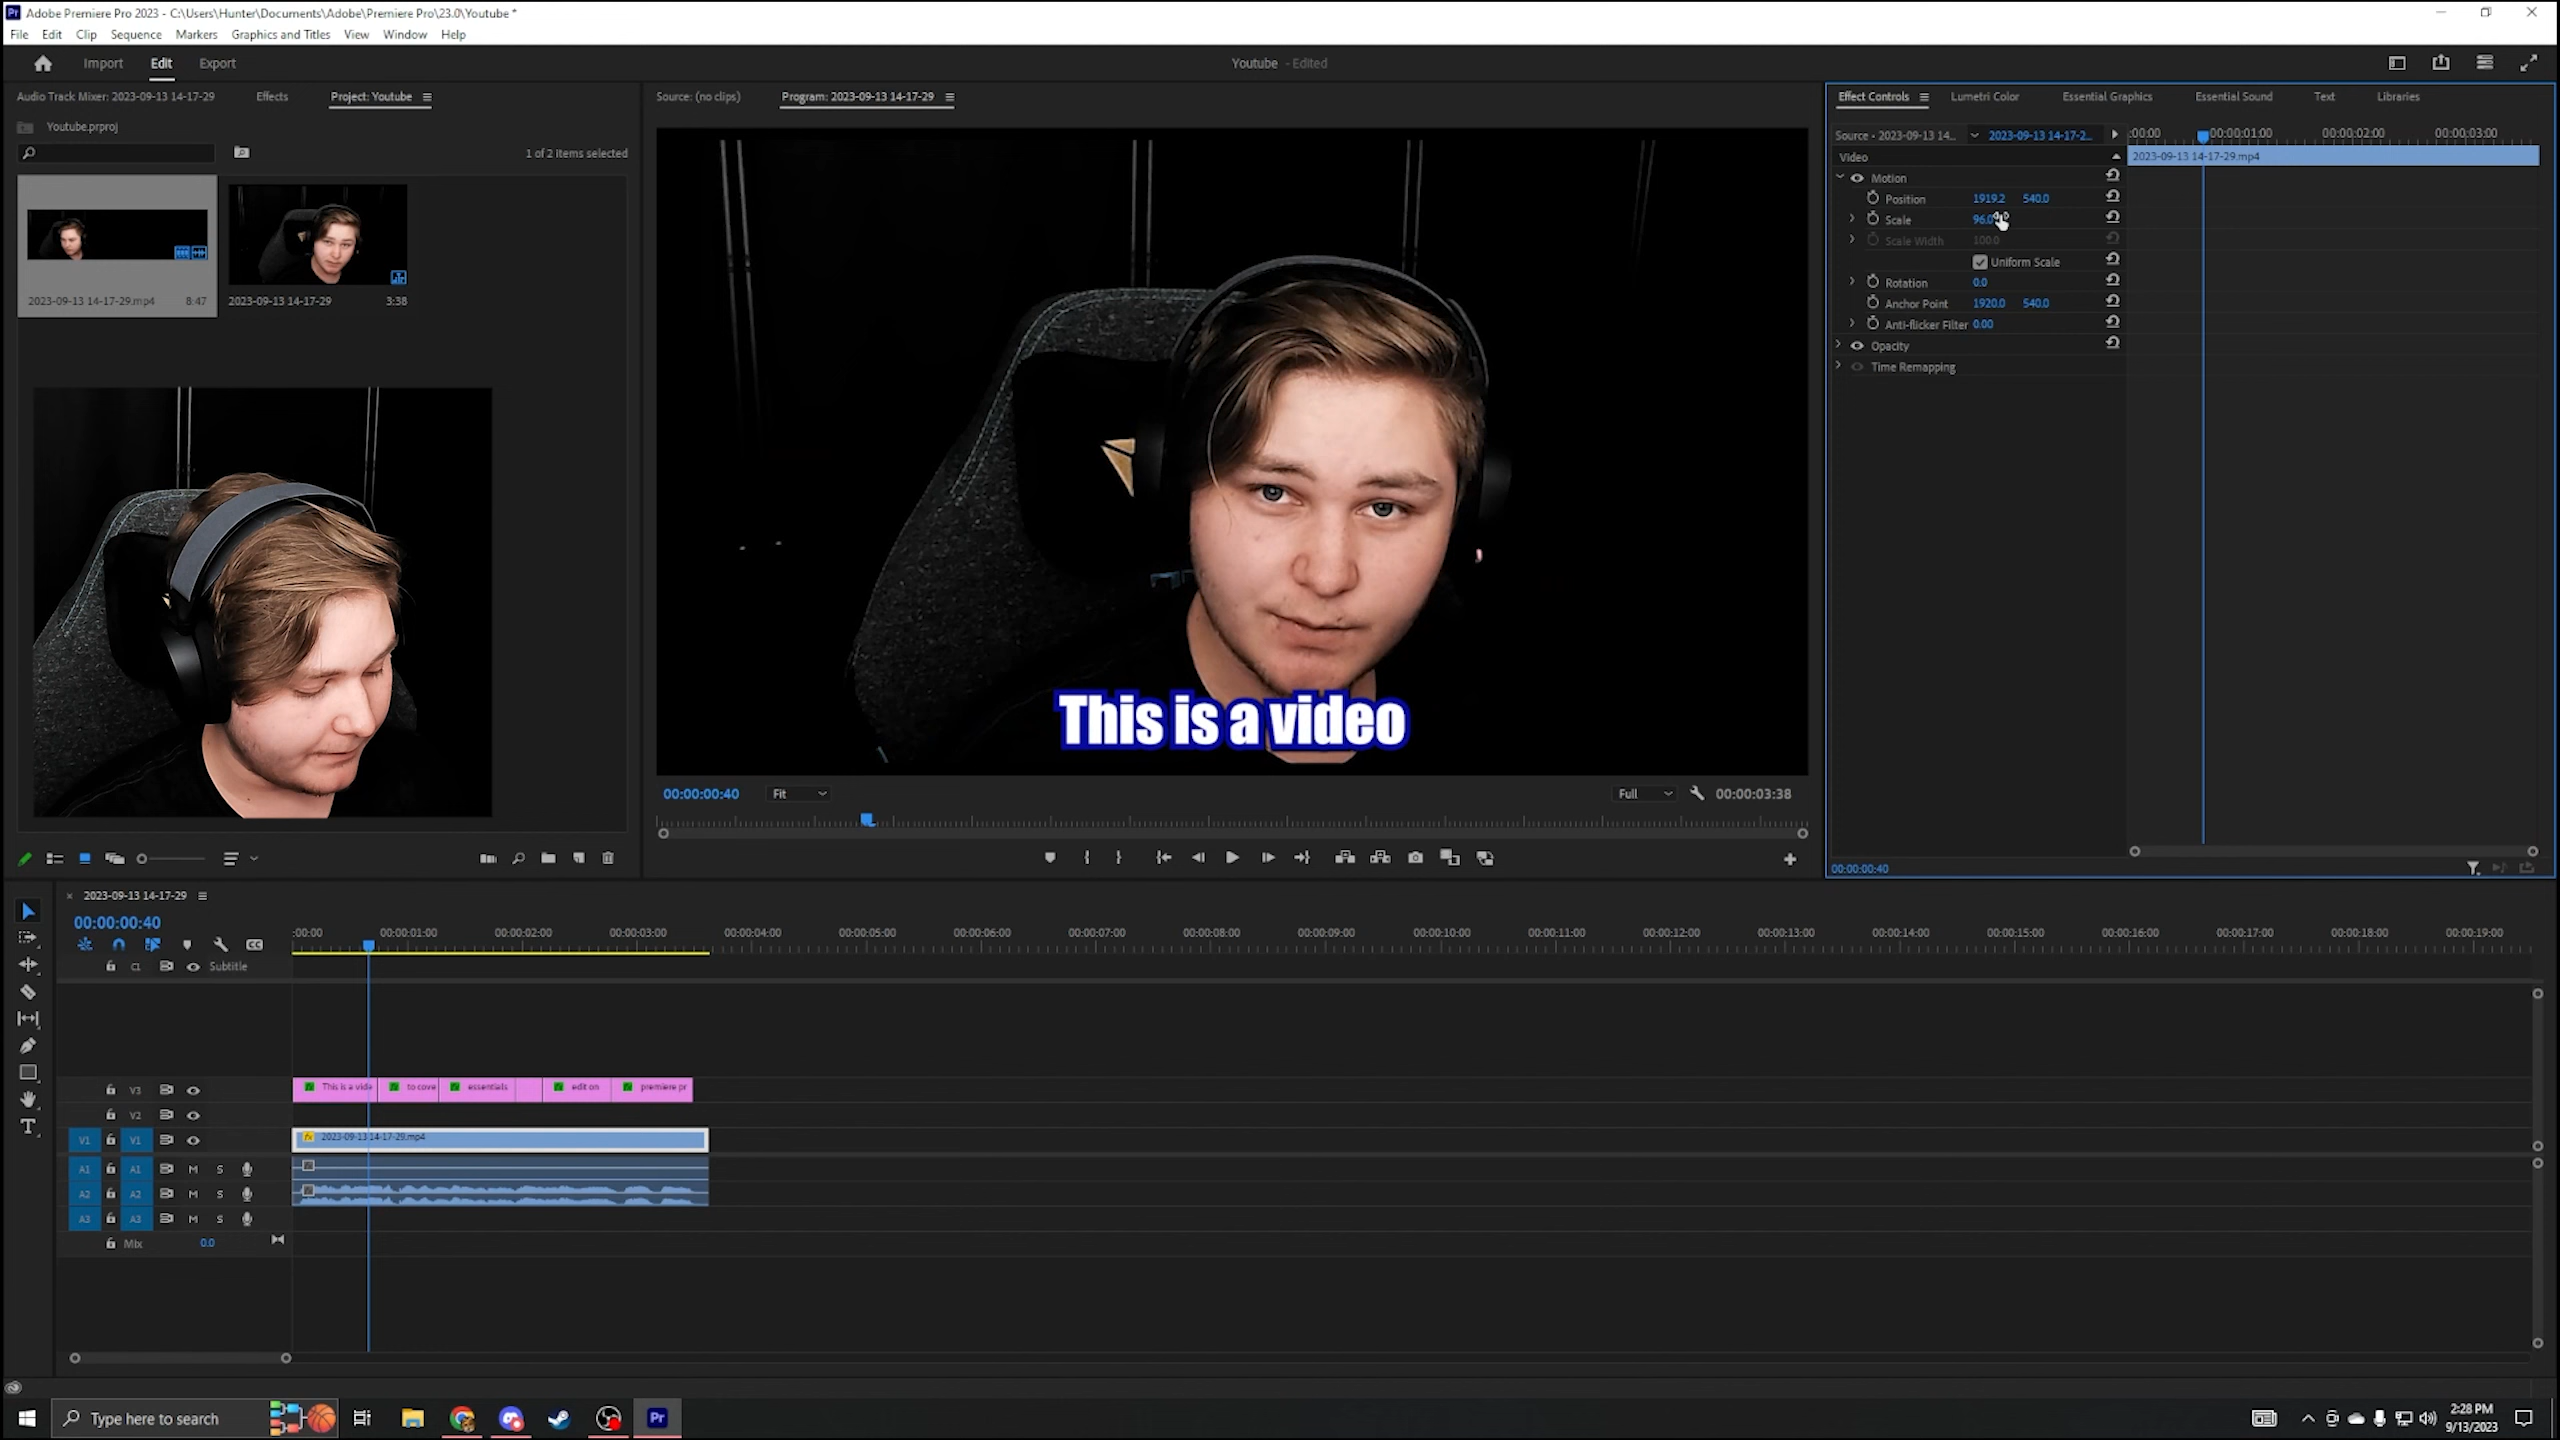 Adobe Premiere Pro 2023 - C:\Users\Hunter\Documents\Adobe\Premiere Pro\23.0\Youtube *
File Edit Clip Sequence Markers Graphics and Titles View Window Help
Import Edit Export
Youtube - Edited
Audio Track Mixer: 2023-09-13 14-17-29 Effects Project: Youtube
Youtube.prproj
1 of 2 items selected
2023-09-13 14-17-29.mp4 8:47
2023-09-13 14-17-29 3:38
Source: (no clips) Program: 2023-09-13 14-17-29
This is a video
00:00:00:40 Fit Full 00:00:03:38
Effect Controls Lumetri Color Essential Graphics Essential Sound Text Libraries
Source • 2023-09-13 14... 2023-09-13 14-17-2... :00:00 00:00:01:00 00:00:02:00 00:00:03:00
Video 2023-09-13 14-17-29.mp4
Motion
Position 1919.2 540.0
Scale 96.0
Scale Width 100.0
Uniform Scale
Rotation 0.0
Anchor Point 1920.0 540.0
Anti-flicker Filter 0.00
Opacity
Time Remapping
00:00:00:40
× 2023-09-13 14-17-29
00:00:00:40
:00:00 00:00:01:00 00:00:02:00 00:00:03:00 00:00:04:00 00:00:05:00 00:00:06:00 00:00:07:00 00:00:08:00 00:00:09:00 00:00:10:00 00:00:11:00 00:00:12:00 00:00:13:00 00:00:14:00 00:00:15:00 00:00:16:00 00:00:17:00 00:00:18:00 00:00:19:00
CC
C1 Subtitle
V3 This is a vide to cove essentials edit on premiere pr
V2
V1 V1 fx 2023-09-13 14-17-29.mp4
A1 A1 M S
A2 A2 M S
A3 A3 M S
Mix 0.0
Type here to search
Pr
2:28 PM
9/13/2023